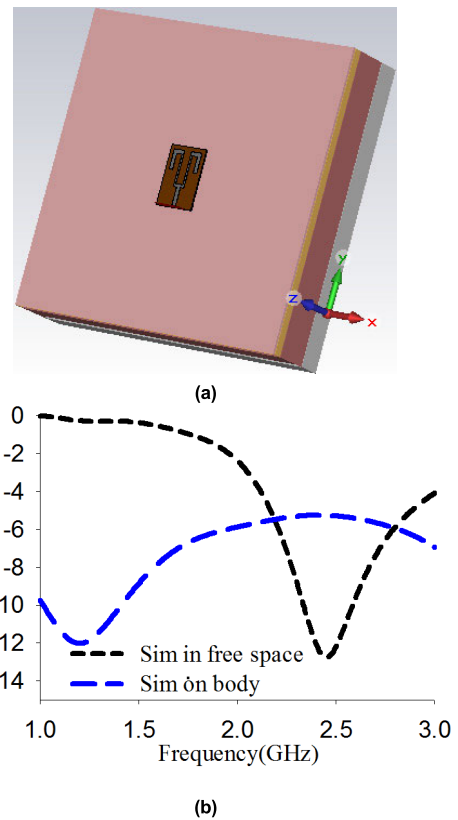 Y
Z
X
(a)
0
-2
-4
-6
-8
10
12
14
Sim in free space
Sim on body
1.0 1.5 2.0 2.5 3.0
Frequency(GHz)
(b)